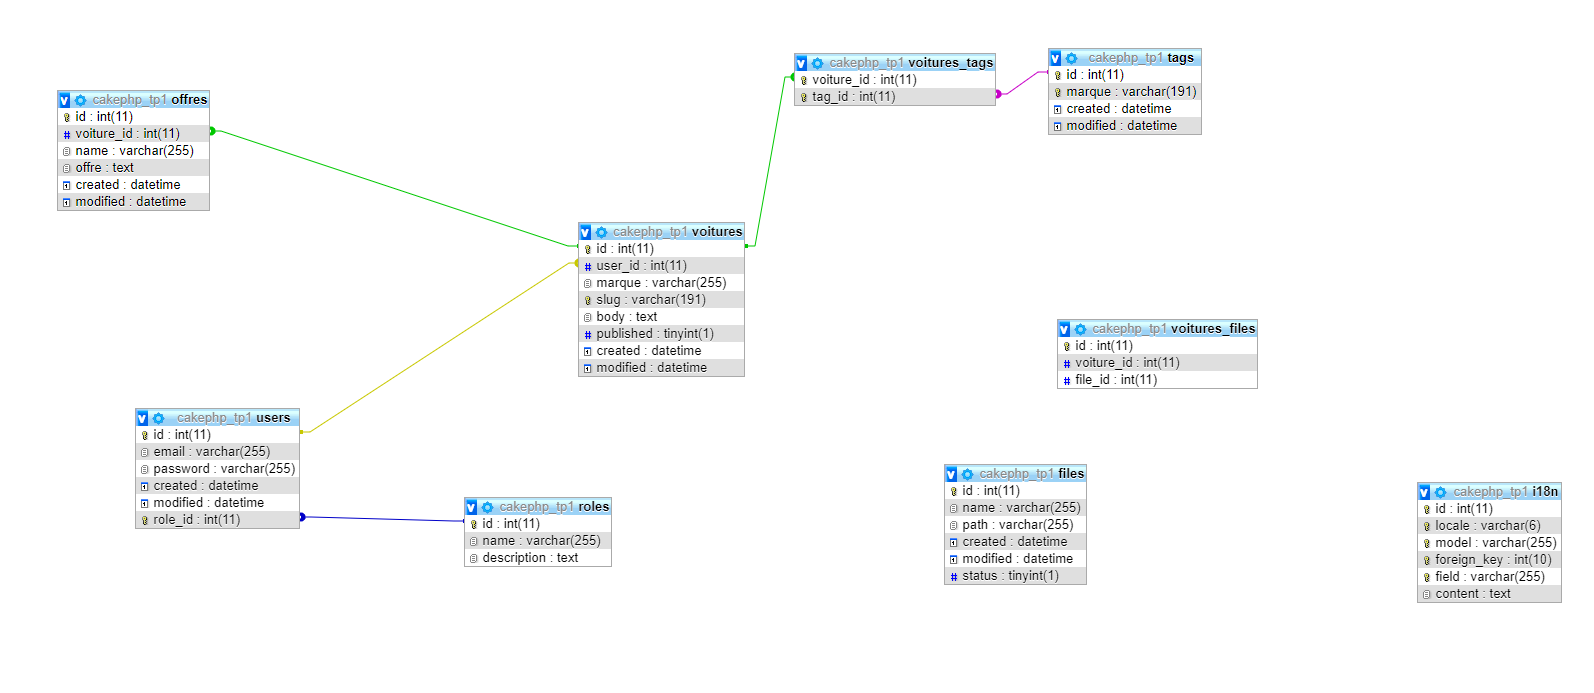 cakephp_tp1 offres
id : int(11)
voiture_id : int(11)
name : varchar(255)
offre : text
created : datetime
modified : datetime
cakephp_tp1 voitures_tags
voiture_id : int(11)
tag_id : int(11)
cakephp_tp1 tags
id : int(11)
marque : varchar(191)
created : datetime
modified : datetime
cakephp_tp1 voitures
id : int(11)
user_id : int(11)
marque : varchar(255)
slug : varchar(191)
body : text
published : tinyint(1)
created : datetime
modified : datetime
cakephp_tp1 voitures_files
id : int(11)
voiture_id : int(11)
file_id : int(11)
cakephp_tp1 users
id : int(11)
email : varchar(255)
password : varchar(255)
created : datetime
modified : datetime
role_id : int(11)
cakephp_tp1 roles
id : int(11)
name : varchar(255)
description : text
cakephp_tp1 files
id : int(11)
name : varchar(255)
path : varchar(255)
created : datetime
modified : datetime
status : tinyint(1)
cakephp_tp1 i18n
id : int(11)
locale : varchar(6)
model : varchar(255)
foreign_key : int(10)
field : varchar(255)
content : text